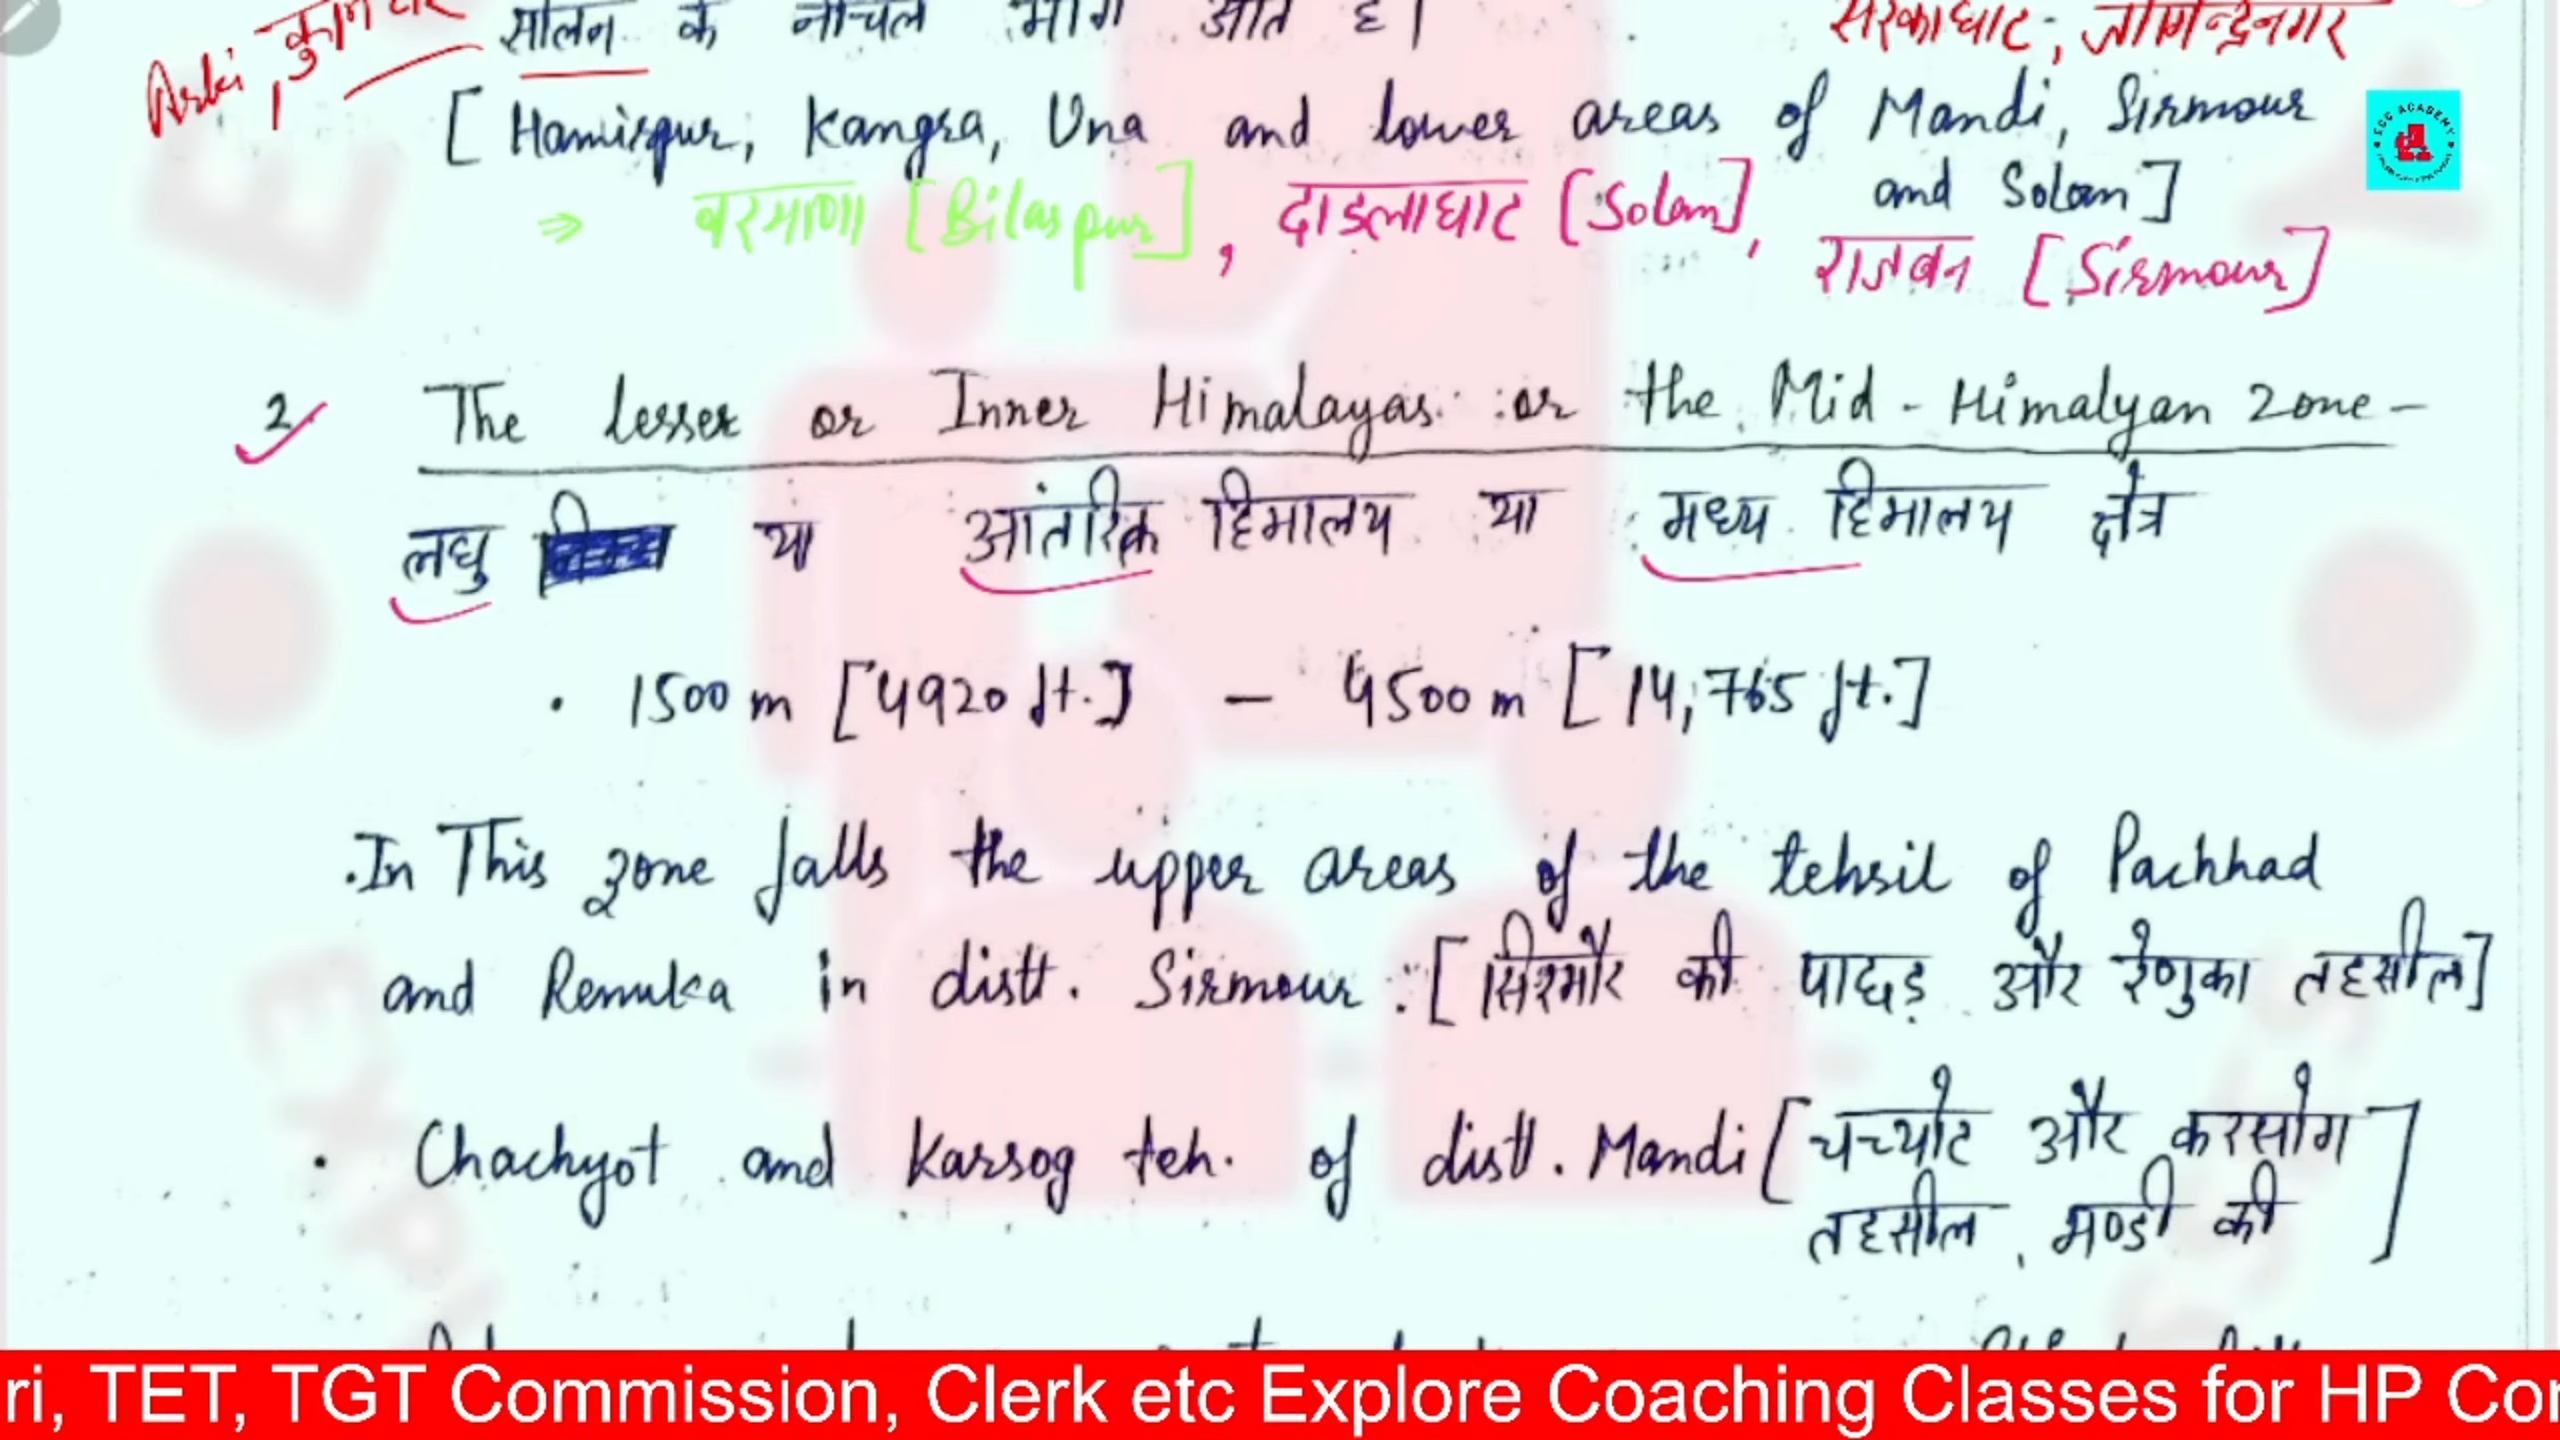 सोलन के नीचले भाग आते है। सरकाघाट, जोगिन्द्रनगर
Arki,
[Hamirpur, Kangra, Una and lower areas of Mandi, Sirmour
and Solan]
⇒ बरमाणा [Bilaspur], दाड़लाघाट [Solan],
राजबन [Sirmour]
2 The lesser or Inner Himalayas or the Mid-Himalyan zone-
लघु या आंतरिक हिमालय या मध्य हिमालय क्षेत्र
• 1500 m [4920 ft.] - 4500 m [14,765 ft.]
•In This zone falls the upper areas of the tehsil of Pachhad
and Renuka in distt. Sirmour:[सिरमौर की पाछड़ और रेणुका तहसील]
• Chachyot and Karsog teh. of distt. Mandi [चच्योट और करसोग
तहसील, मण्डी की]
ri, TET, TGT Commission, Clerk etc Explore Coaching Classes for HP Co